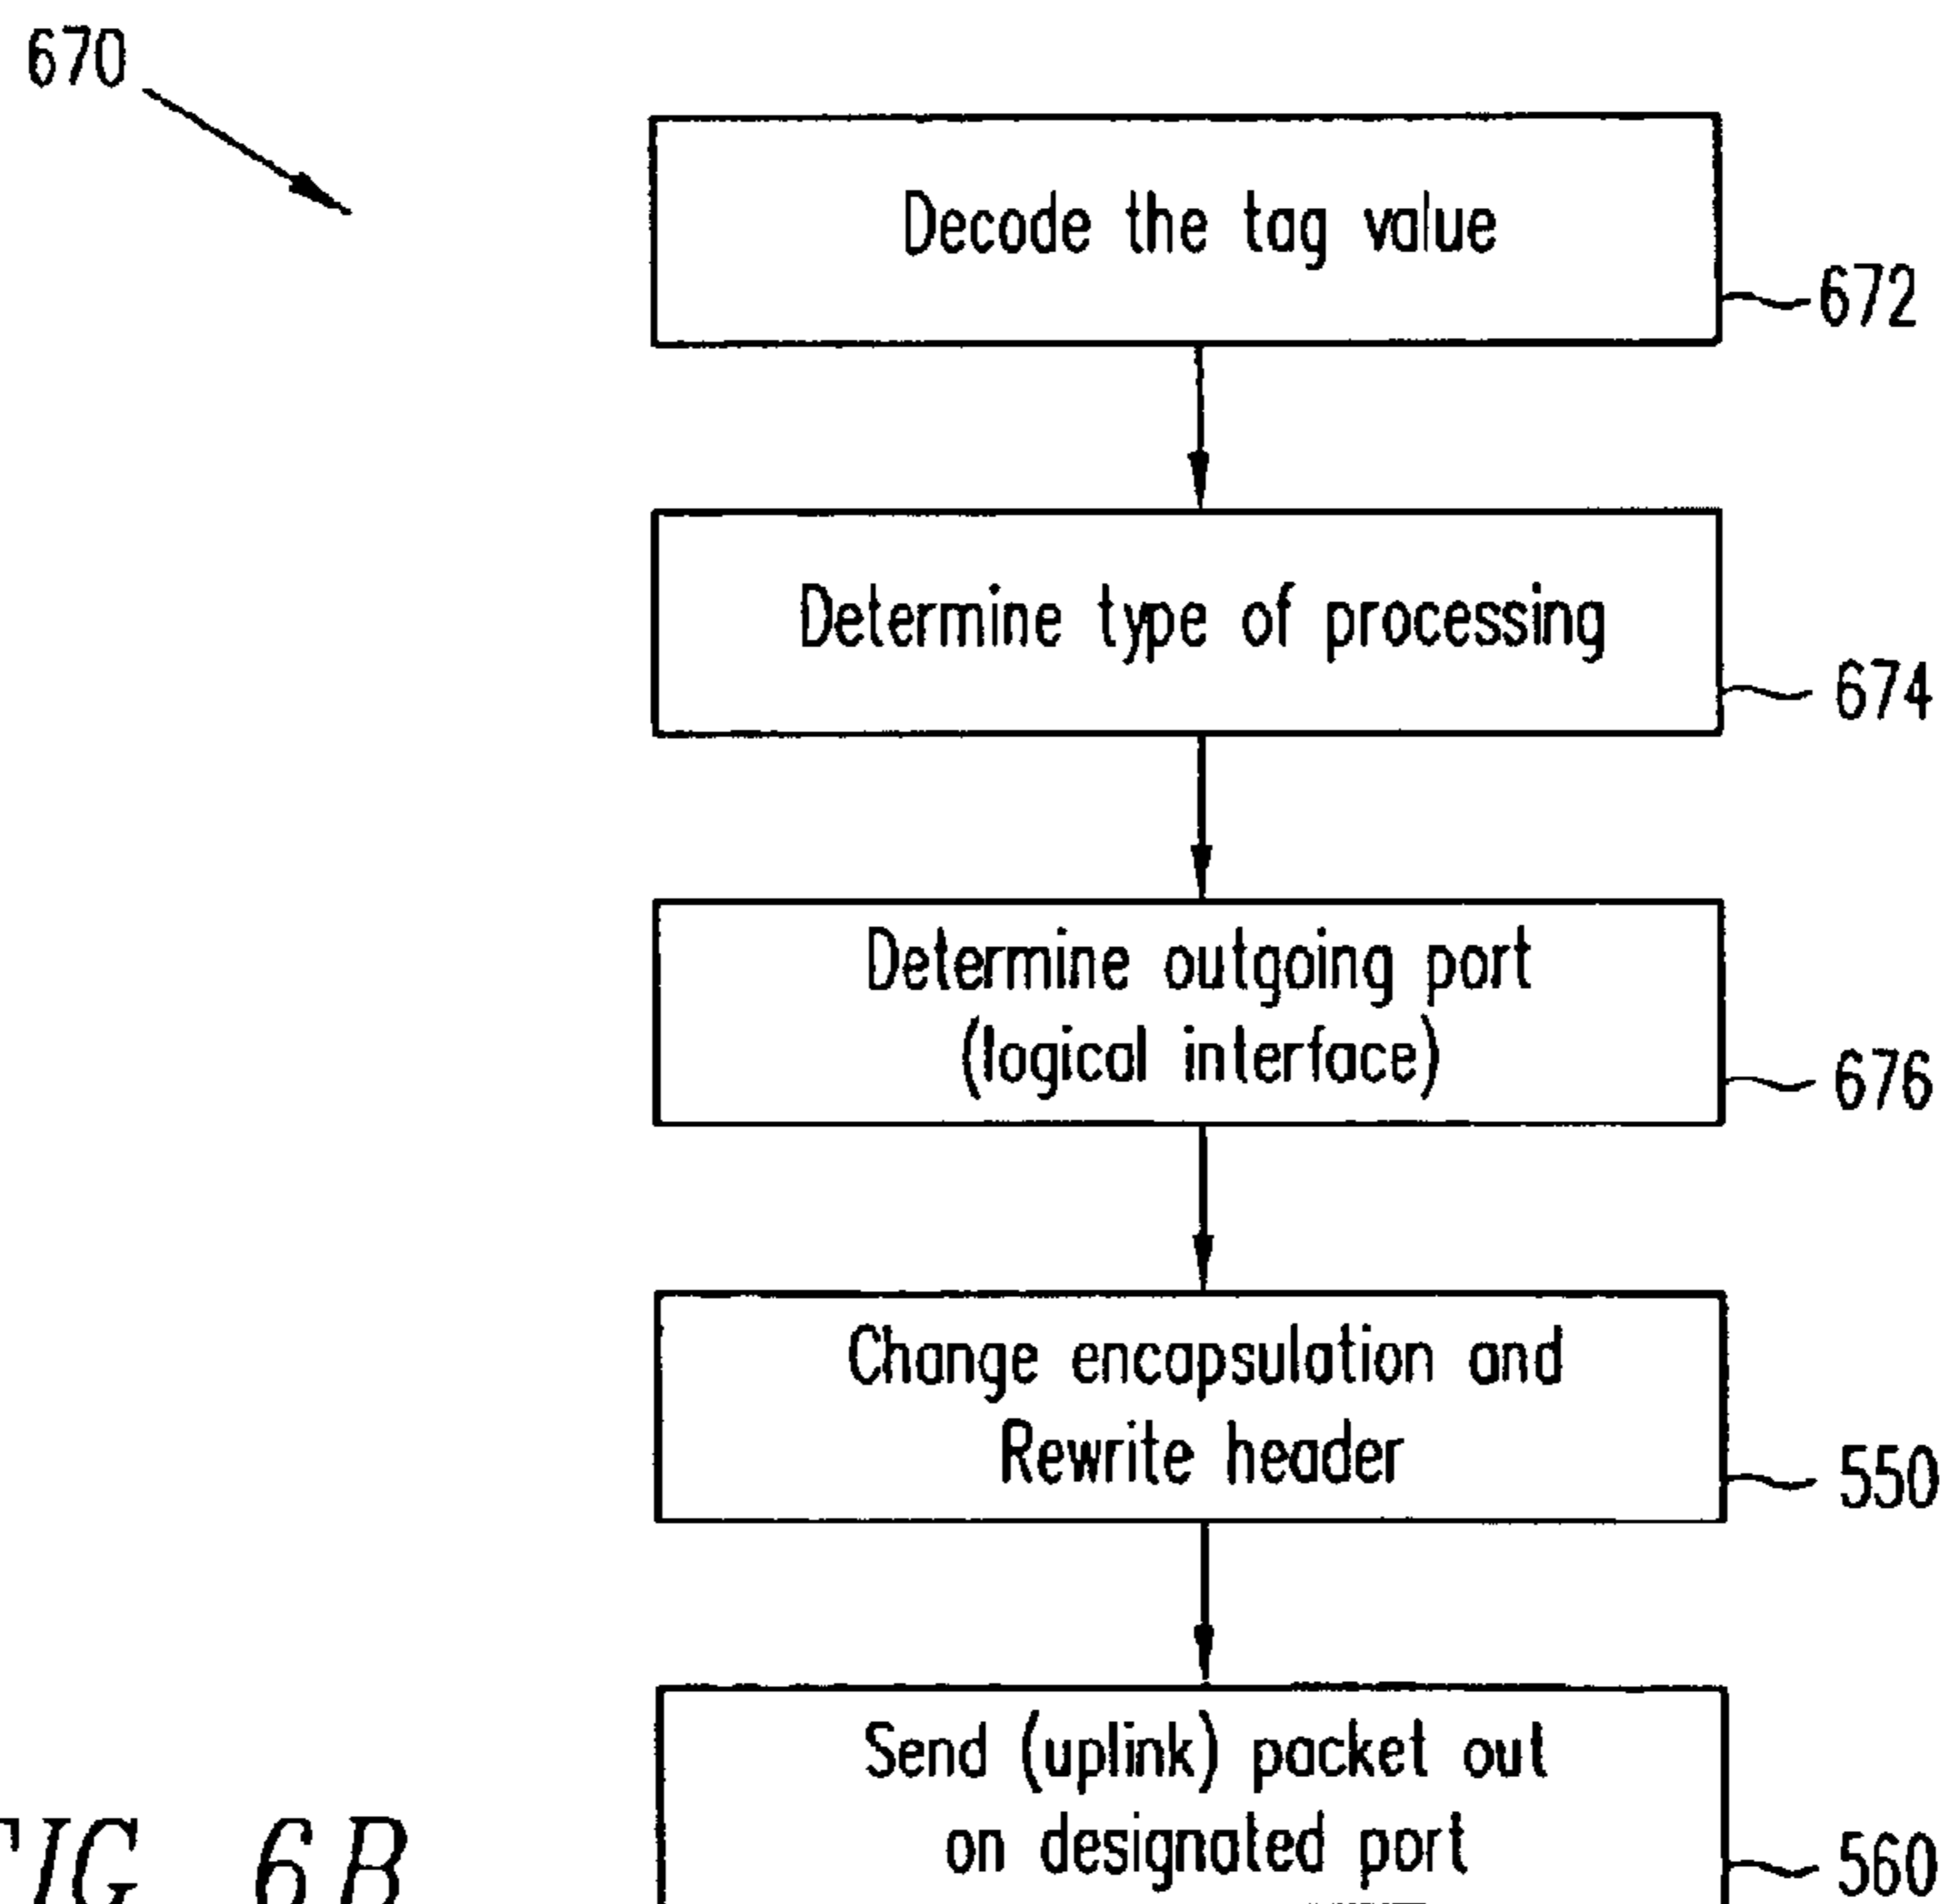 670
Decode the tag value
672
Determine type of processing
674
Determine outgoing port
(logical interface)
676
Change encapsulation and
Rewrite header
550
Send (uplink) packet out
on designated port
560
FIG 6B